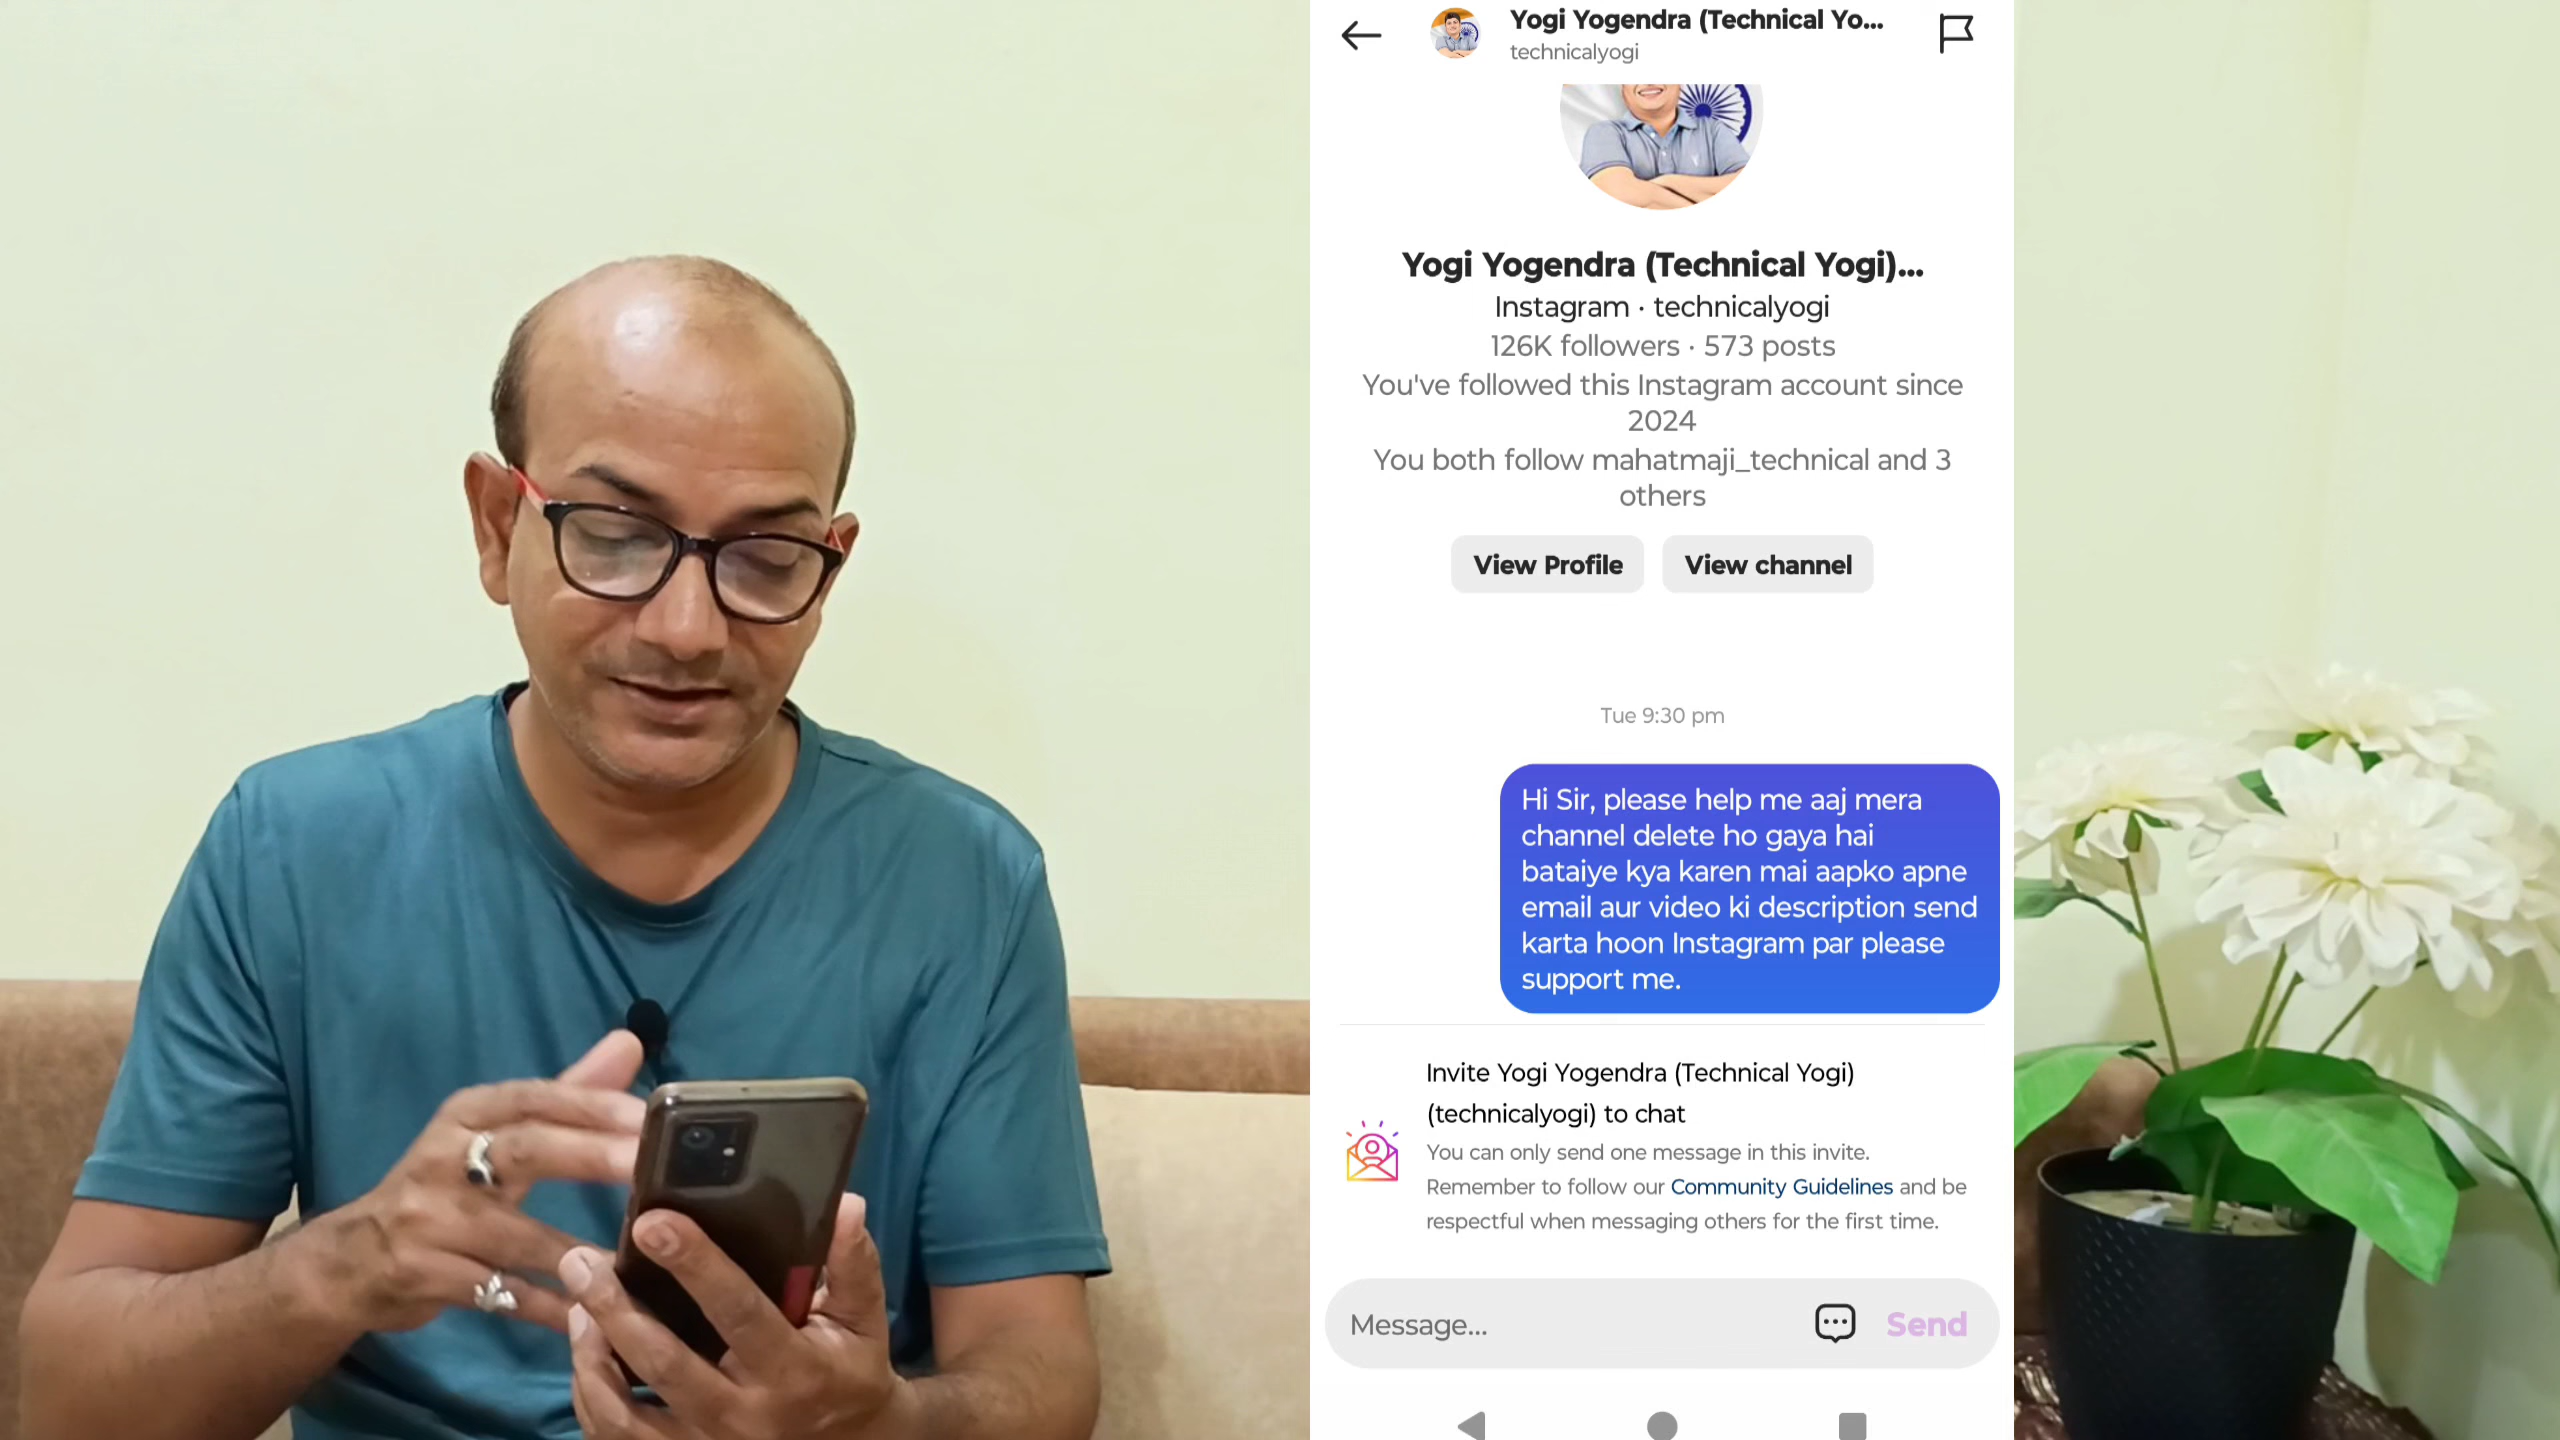 Yogi Yogendra (Technical Yo...
technicalyogi
Yogi Yogendra (Technical Yogi)...
Instagram · technicalyogi
126K followers · 573 posts
You've followed this Instagram account since
2024
You both follow mahatmaji_technical and 3
others
View Profile
View channel
Tue 9:30 pm
Hi Sir, please help me aaj mera
channel delete ho gaya hai
bataiye kya karen mai aapko apne
email aur video ki description send
karta hoon Instagram par please
support me.
Invite Yogi Yogendra (Technical Yogi)
(technicalyogi) to chat
You can only send one message in this invite.
Remember to follow our Community Guidelines and be
respectful when messaging others for the first time.
Message...
Send